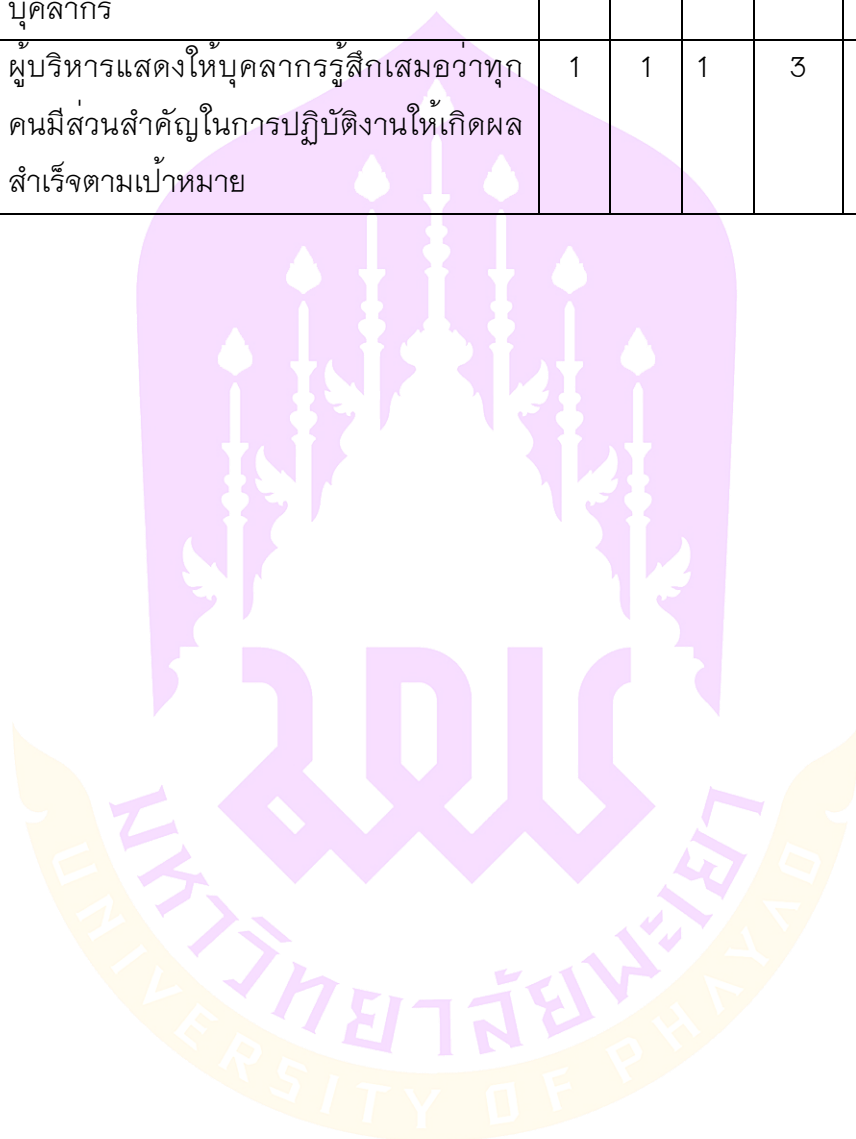 บุคลากร
ผู้บริหารแสดงให้บุคลากรรู้สึกเสมอว่าทุก 1 1 1 3
คนมีส่วนสำคัญในการปฏิบัติงานให้เกิดผล
สำเร็จตามเป้าหมาย
มหาวิทยาลัยพะเยา
UNIVERSITY OF PHAYAO